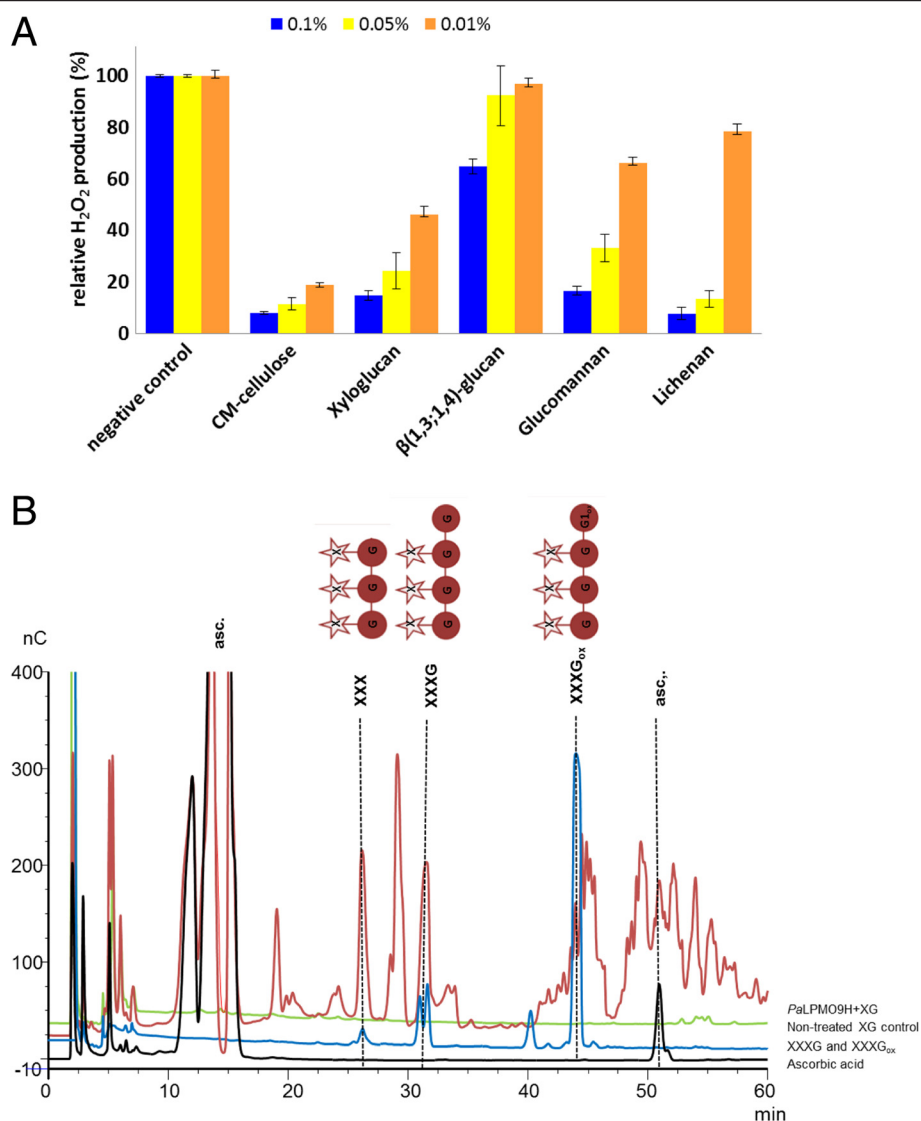 A
0.1% 0.05% 0.01%
relative H₂O₂ production (%)
100
80
60
40
20
0
negative control
CM-cellulose
Xyloglucan
β(1,3;1,4)-glucan
Glucomannan
Lichenan
B
G G1ox
X G X G X G
X G X G X G
X G X G X G
nC
asc.
XXX
XXXG
XXXGox
asc,.
400
300
200
100
-10
0 10 20 30 40 50 60
min
PaLPMO9H+XG
Non-treated XG control
XXXG and XXXGox
Ascorbic acid